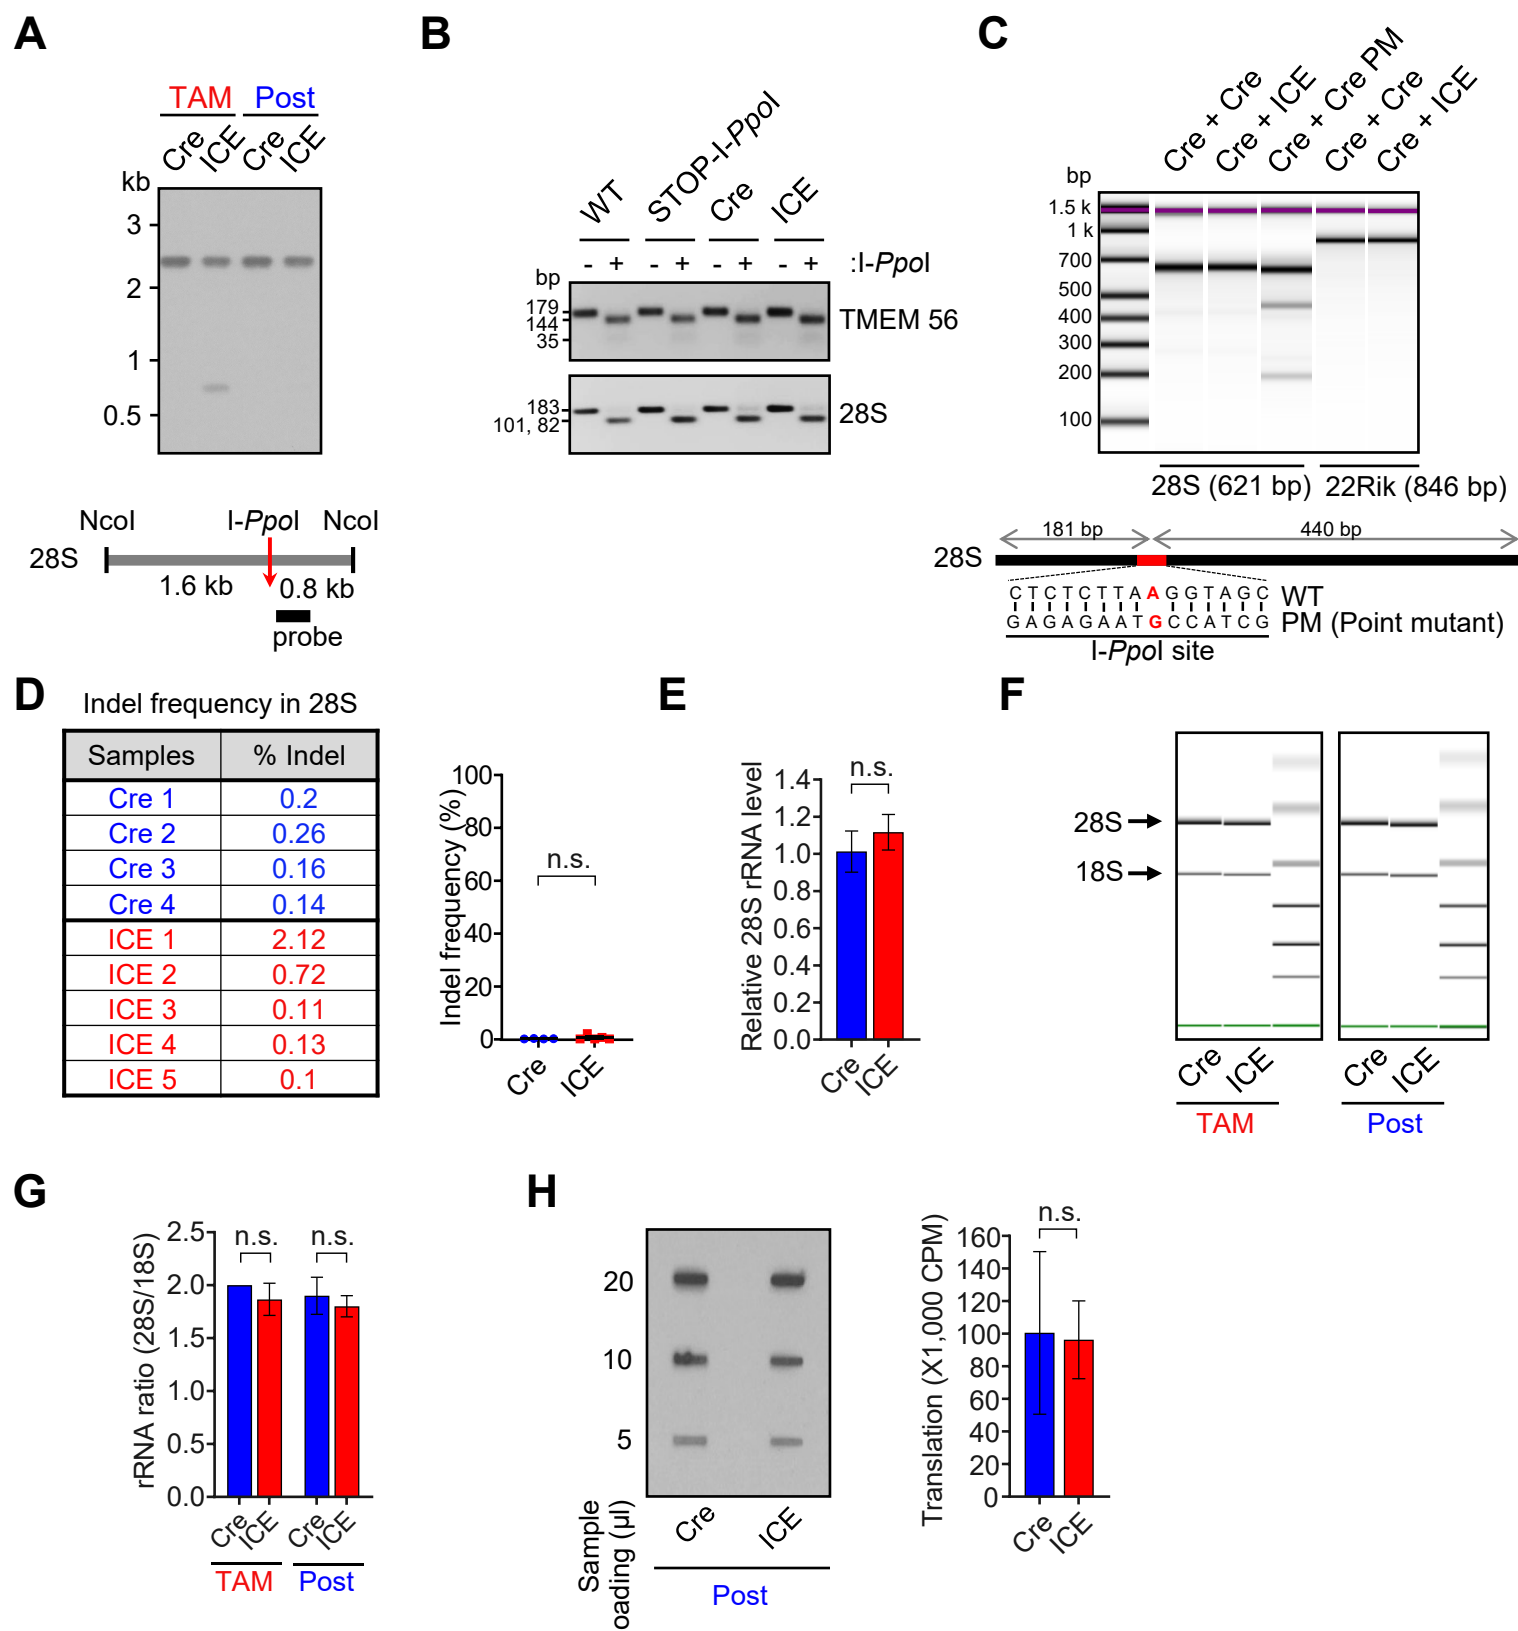 A
TAM Post
Cre ICE Cre ICE
kb
3
2
1
0.5
NcoI I-PpoI NcoI
28S
1.6 kb 0.8 kb
probe
B
WT STOP-I-PpoI Cre ICE
- + - + - + - + :I-PpoI
bp
179
144
35
TMEM 56
183
101, 82
28S
C
Cre + Cre Cre + ICE Cre + Cre PM Cre + Cre Cre + ICE
bp
1.5 k
1 k
700
500
400
300
200
100
28S (621 bp) 22Rik (846 bp)
181 bp 440 bp
28S
C T C T C T T A A G G T A G C WT
G A G A G A A T G C C A T C G PM (Point mutant)
I-PpoI site
D
Indel frequency in 28S
Samples % Indel
Cre 1 0.2
Cre 2 0.26
Cre 3 0.16
Cre 4 0.14
ICE 1 2.12
ICE 2 0.72
ICE 3 0.11
ICE 4 0.13
ICE 5 0.1
Indel frequency (%)
100
80
60
40
20
0
n.s.
Cre ICE
E
Relative 28S rRNA level
1.4
1.2
1.0
0.8
0.6
0.4
0.2
0.0
n.s.
Cre ICE
F
28S
18S
Cre ICE Cre ICE
TAM Post
G
rRNA ratio (28S/18S)
2.5
2.0
1.5
1.0
0.5
0.0
n.s. n.s.
Cre ICE Cre ICE
TAM Post
H
20
10
5
Sample
oading (µl)
Cre ICE
Post
Translation (X1,000 CPM)
160
140
120
100
80
60
40
20
0
n.s.
Cre ICE